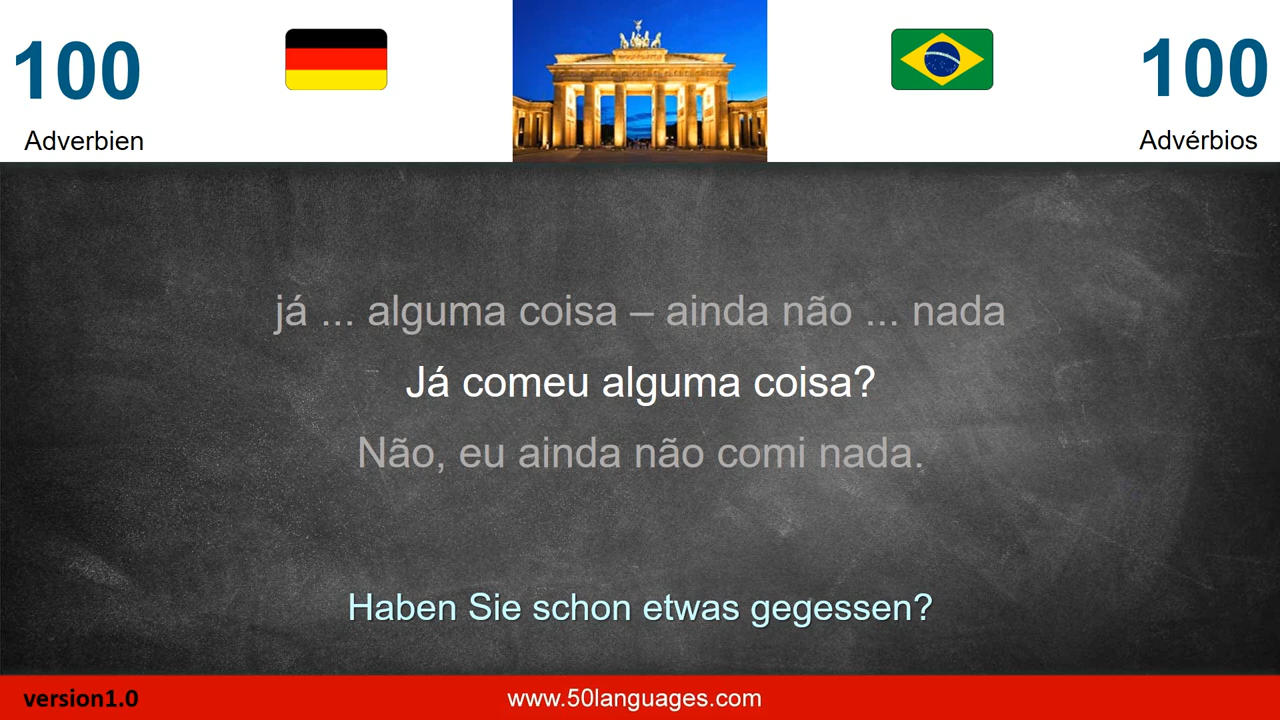 100
Adverbien
100
Advérbios
já ... alguma coisa – ainda não ... nada
Já comeu alguma coisa?
Não, eu ainda não comi nada.
Haben Sie schon etwas gegessen?
version1.0
www.50languages.com